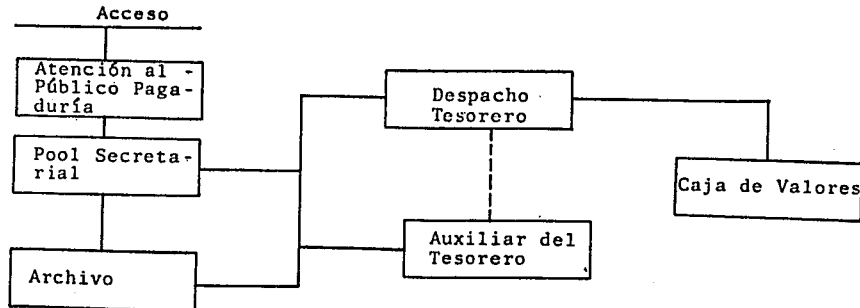 Acceso
Atención al -
Público Paga-
duría
Pool Secreta-
rial
Archivo
Despacho
Tesorero
Auxiliar del
Tesorero
Caja de Valores